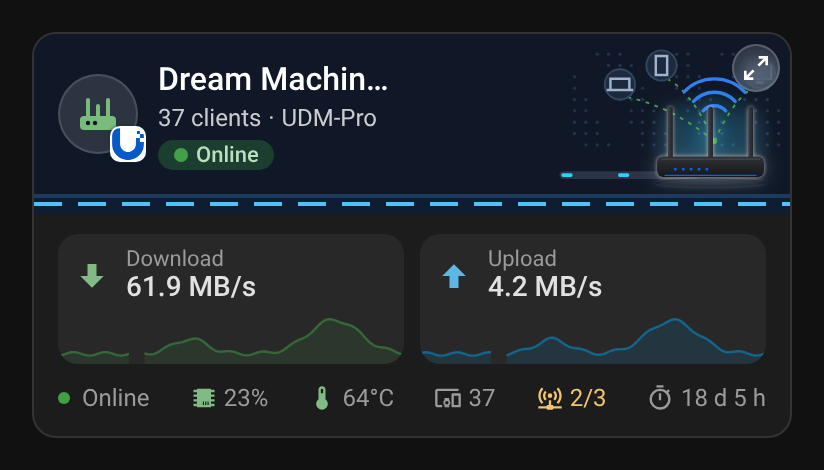 Dream Machin…
37 clients · UDM-Pro
Online
Download
61.9 MB/s
Upload
4.2 MB/s
Online
23%
64°C
37
2/3
18 d 5 h